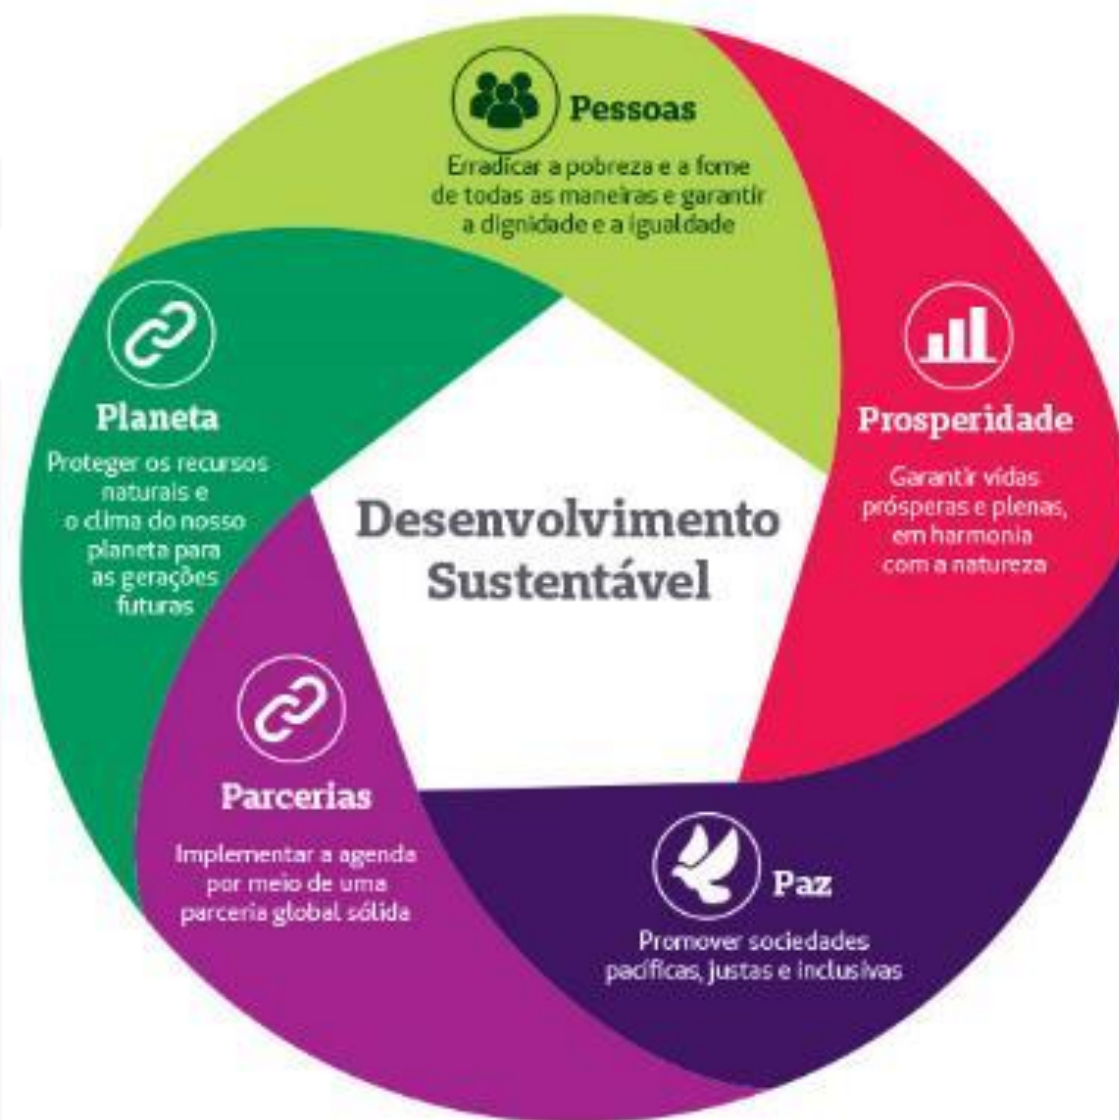 Pessoas
Erradicar a pobreza e a fome
de todas as maneiras e garantir
a dignidade e a igualdade
Prosperidade
Garantir vidas
prósperas e plenas,
em harmonia
com a natureza
Paz
Promover sociedades
pacíficas, justas e inclusivas
Parcerias
Implementar a agenda
por meio de uma
parceria global sólida
Planeta
Proteger os recursos
naturais e
o clima do nosso
planeta para
as gerações
futuras
Desenvolvimento
Sustentável